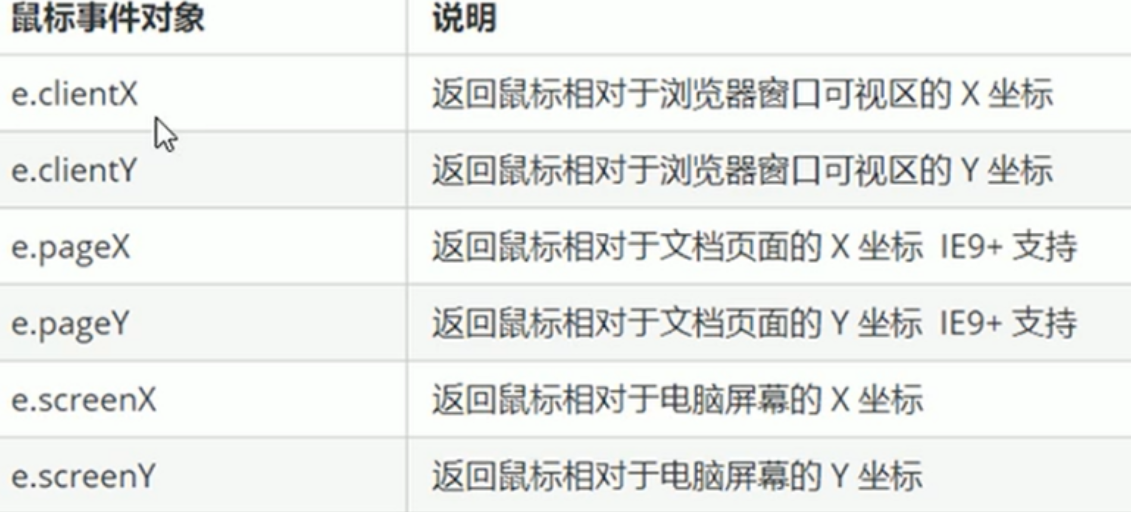 鼠标事件对象 说明
e.clientX 返回鼠标相对于浏览器窗口可视区的 X 坐标
e.clientY 返回鼠标相对于浏览器窗口可视区的 Y 坐标
e.pageX 返回鼠标相对于文档页面的 X 坐标 IE9+ 支持
e.pageY 返回鼠标相对于文档页面的 Y 坐标 IE9+ 支持
e.screenX 返回鼠标相对于电脑屏幕的 X 坐标
e.screenY 返回鼠标相对于电脑屏幕的 Y 坐标